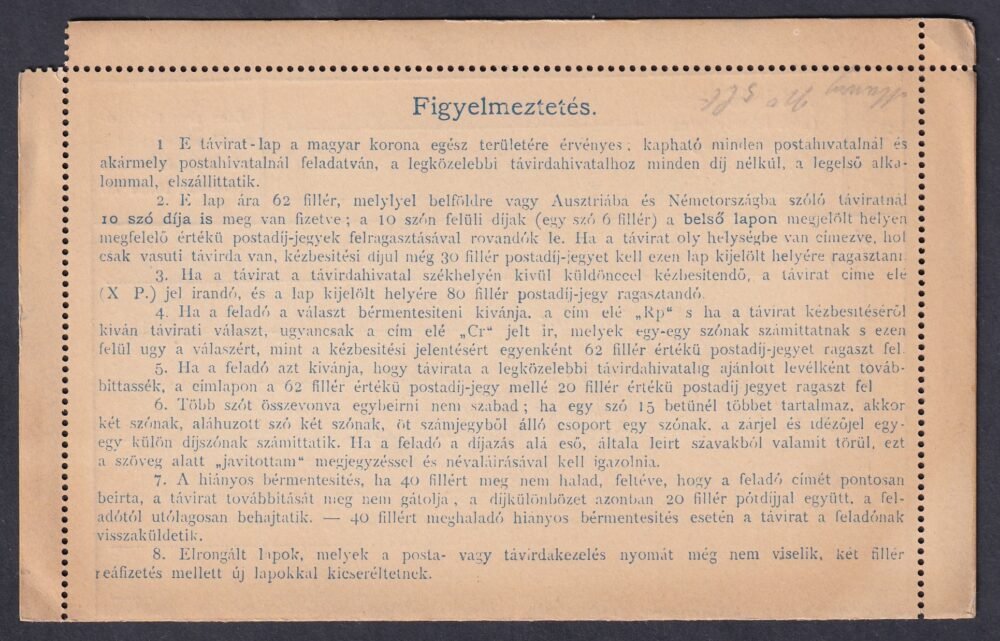 Figyelmeztetés.
1 E távirat-lap a magyar korona egész területére érvényes, kapható minden postahivatalnál és
akármely postahivatalnál feladatván, a legközelebbi távirdahivatalhoz minden díj nélkül, a legelső alka-
lommal, elszállittatik.
2. E lap ára 62 fillér, melylyel belföldre vagy Ausztriába és Németországba szóló táviratnál
10 szó díja is meg van fizetve; a 10 szón felüli díjak (egy szó 6 fillér) a belső lapon megjelölt helyen
megfelelő értékü postadíj-jegyek felragasztásával rovandók le. Ha a távirat oly helységbe van címezve, hol
csak vasuti távirda van, kézbesitési díjul még 30 fillér postadíj-jegyet kell ezen lap kijelölt helyére ragasztani
3. Ha a távirat a távirdahivatal székhelyén kivül küldönccel kézbesitendő, a távirat címe elé
(X P.) jel irandó, és a lap kijelölt helyére 80 fillér postadíj-jegy ragasztandó.
4. Ha a feladó a választ bérmentesiteni kivánja, a cím elé „Rp“ s ha a távirat kézbesitéséről
kiván távirati választ, ugyancsak a cím elé „Cr“ jelt ir, melyek egy-egy szónak számittatnak s ezen
felül ugy a válaszért, mint a kézbesitési jelentésért egyenként 62 fillér értékü postadíj-jegyet ragaszt fel
5. Ha a feladó azt kivánja, hogy távirata a legközelebbi távirdahivatalig ajánlott levélként továb-
bittassék, a címlapon a 62 fillér értékü postadíj-jegy mellé 20 fillér értékü postadíj jegyet ragaszt fel
6. Több szót összevonva egybeirni nem szabad; ha egy szó 15 betünél többet tartalmaz, akkor
két szónak, aláhuzott szó két szónak, öt számjegyből álló csoport egy szónak, a zárjel és idézőjel egy-
egy külön díjszónak számittatik. Ha a feladó a díjazás alá eső, általa leirt szavakból valamit töröl, ezt
a szöveg alatt „javitottam“ megjegyzéssel és névaláirásával kell igazolnia.
7. A hiányos bérmentesités, ha 40 fillért meg nem halad, feltéve, hogy a feladó címét pontosan
beirta, a távirat továbbitását meg nem gátolja, a díjkülönbözet azonban 20 fillér pótdíjjal együtt, a fel-
adótól utólagosan behajtatik. — 40 fillért meghaladó hiányos bérmentesités esetén a távirat a feladónak
visszaküldetik.
8. Elrongált lapok, melyek a posta- vagy távirdakezelés nyomát még nem viselik, két fillér
reáfizetés mellett új lapokkal kicseréltetnek.